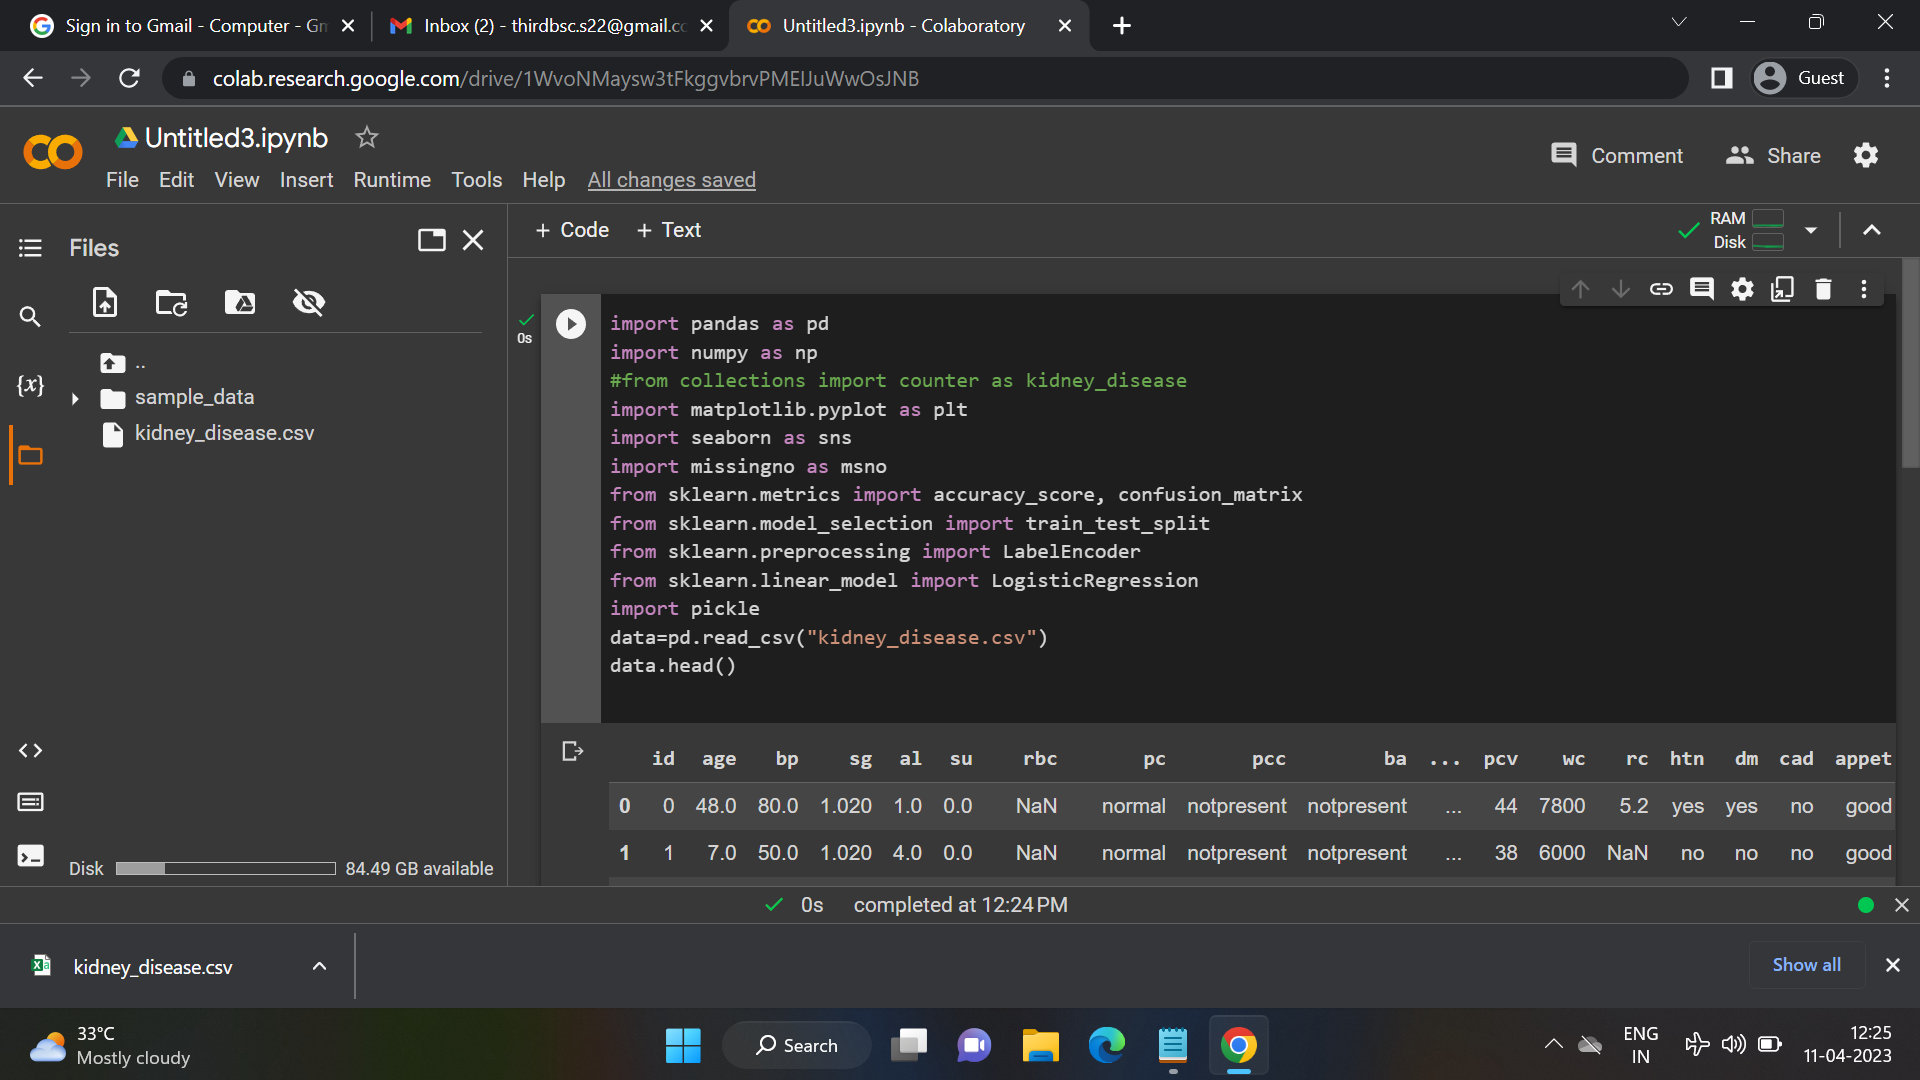 Sign in to Gmail - Computer - Gm
Inbox (2) - thirdbsc.s22@gmail.co
Untitled3.ipynb - Colaboratory
colab.research.google.com/drive/1WvoNMaysw3tFkggvbrvPMEIJuWwOsJNB
Guest
Untitled3.ipynb
Comment
Share
File Edit View Insert Runtime Tools Help All changes saved
Files
+ Code + Text
RAM
Disk
..
sample_data
kidney_disease.csv
{x}
0s
import pandas as pd
import numpy as np
#from collections import counter as kidney_disease
import matplotlib.pyplot as plt
import seaborn as sns
import missingno as msno
from sklearn.metrics import accuracy_score, confusion_matrix
from sklearn.model_selection import train_test_split
from sklearn.preprocessing import LabelEncoder
from sklearn.linear_model import LogisticRegression
import pickle
data=pd.read_csv("kidney_disease.csv")
data.head()
id age bp sg al su rbc pc pcc ba ... pcv wc rc htn dm cad appet
0 0 48.0 80.0 1.020 1.0 0.0 NaN normal notpresent notpresent ... 44 7800 5.2 yes yes no good
1 1 7.0 50.0 1.020 4.0 0.0 NaN normal notpresent notpresent ... 38 6000 NaN no no no good
Disk 84.49 GB available
0s completed at 12:24 PM
kidney_disease.csv
Show all
33°C
Mostly cloudy
Search
ENG
IN
12:25
11-04-2023